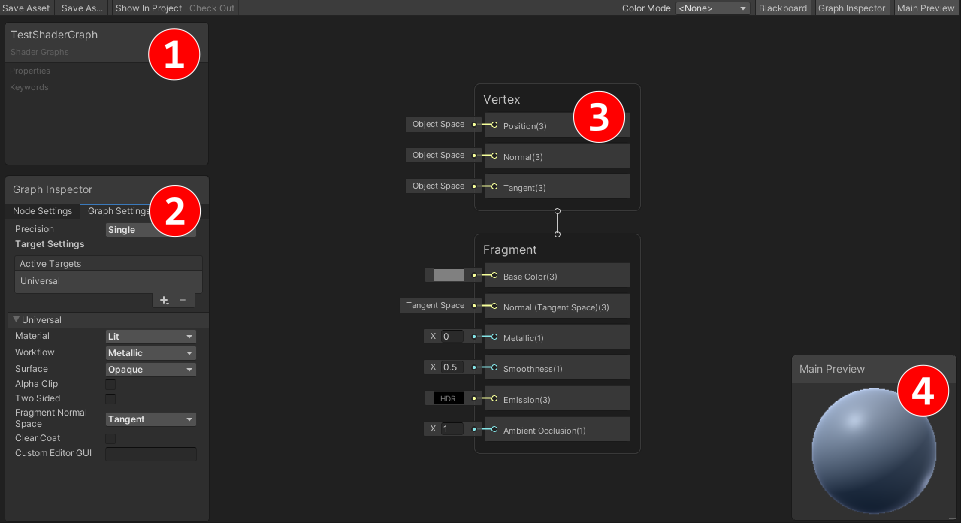 Save Asset Save As... Show In Project Check Out Color Mode <None> Blackboard Graph Inspector Main Preview
TestShaderGraph
Shader Graphs
1
Properties
Keywords
Graph Inspector
Node Settings Graph Settings
2
Precision Single
Target Settings
Active Targets
Universal
+ −
Universal
Material Lit
Workflow Metallic
Surface Opaque
Alpha Clip
Two Sided
Fragment Normal
Space Tangent
Clear Coat
Custom Editor GUI
Vertex
3
Object Space Position(3)
Object Space Normal(3)
Object Space Tangent(3)
Fragment
Base Color(3)
Tangent Space Normal (Tangent Space)(3)
X 0 Metallic(1)
X 0.5 Smoothness(1)
HDR Emission(3)
X 1 Ambient Occlusion(1)
Main Preview
4